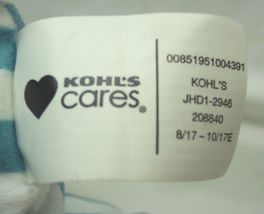 KOHL'S
cares®
00851951004391
KOHL'S
JHD1-2946
208840
8/17 - 10/17E